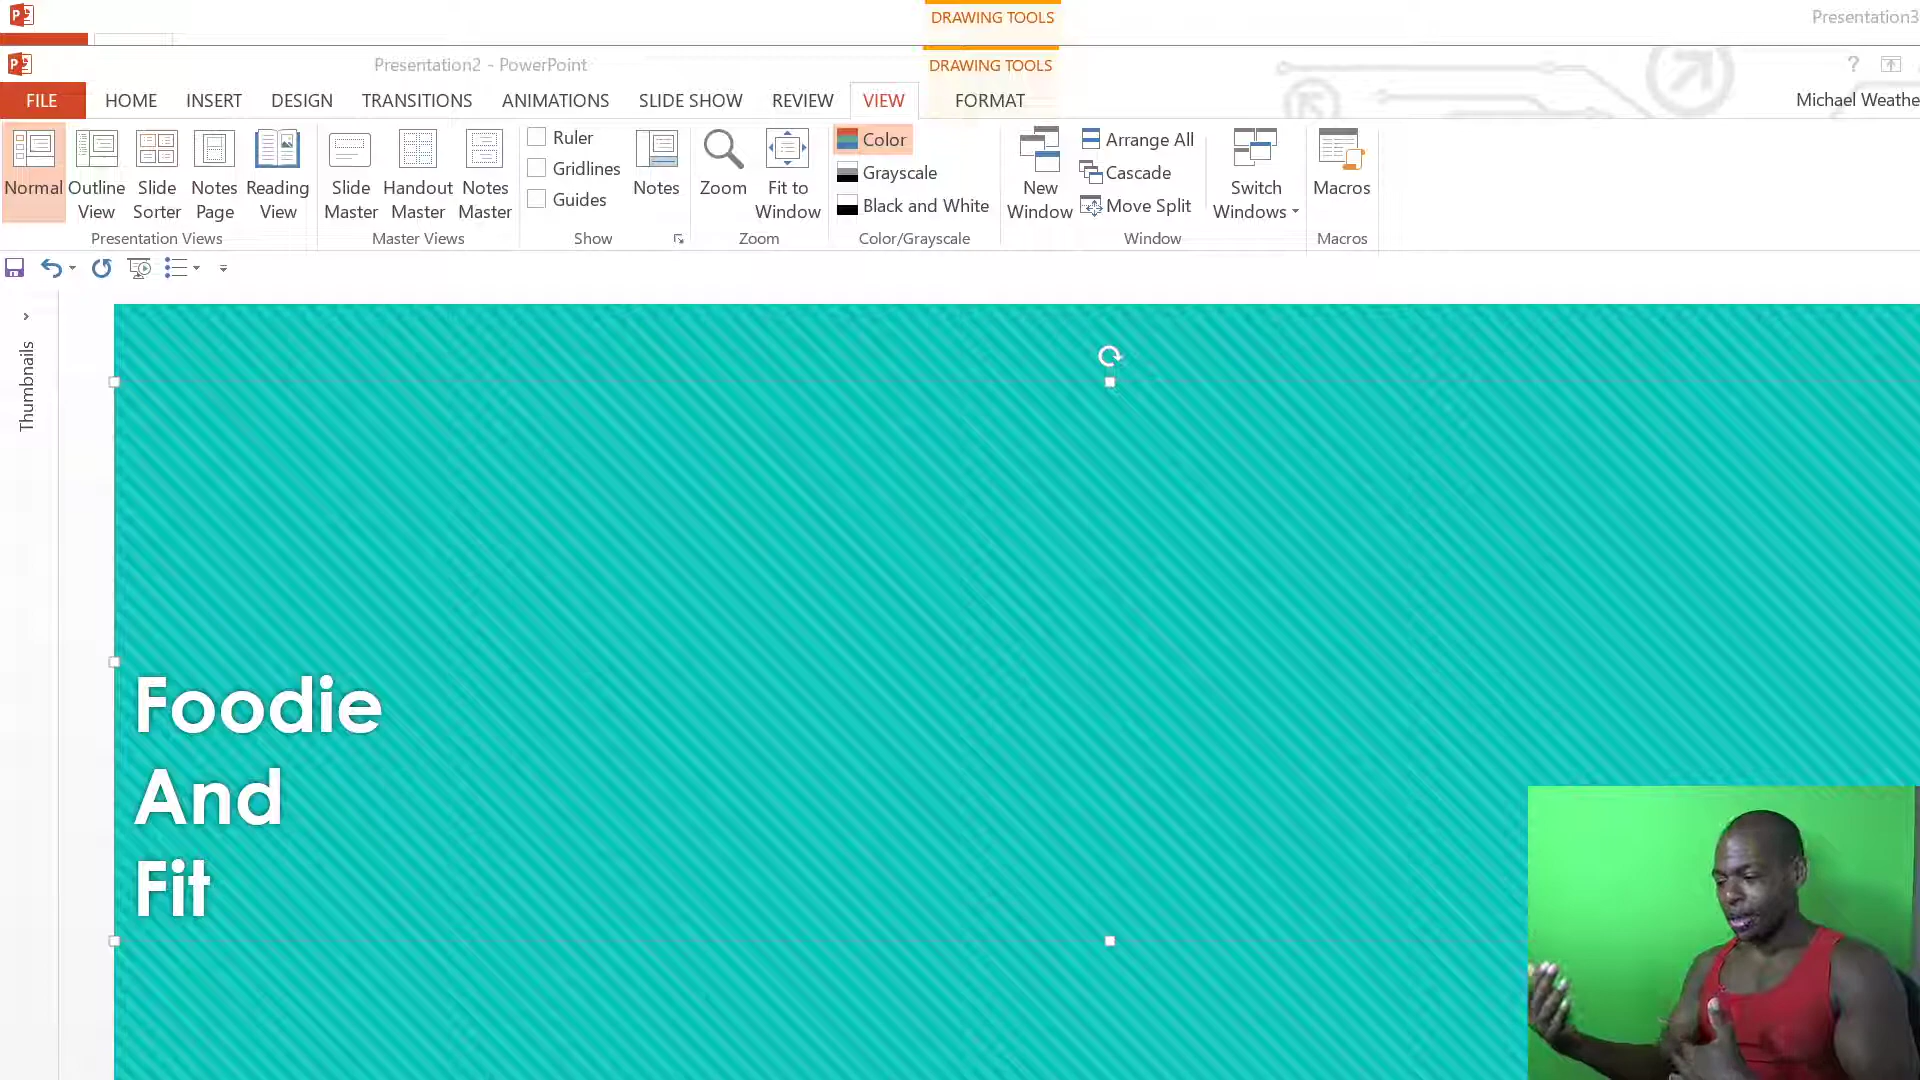 DRAWING TOOLS
Presentation3
Presentation2 - PowerPoint
DRAWING TOOLS
?
FILE HOME INSERT DESIGN TRANSITIONS ANIMATIONS SLIDE SHOW REVIEW VIEW FORMAT
Michael Weathe
Normal
Outline View
Slide Sorter
Notes Page
Reading View
Presentation Views
Slide Master
Handout Master
Notes Master
Master Views
Ruler
Gridlines
Guides
Show
Notes
Zoom
Fit to Window
Zoom
Color
Grayscale
Black and White
Color/Grayscale
New Window
Arrange All
Cascade
Move Split
Switch Windows
Window
Macros
Macros
Thumbnails
Foodie
And
Fit